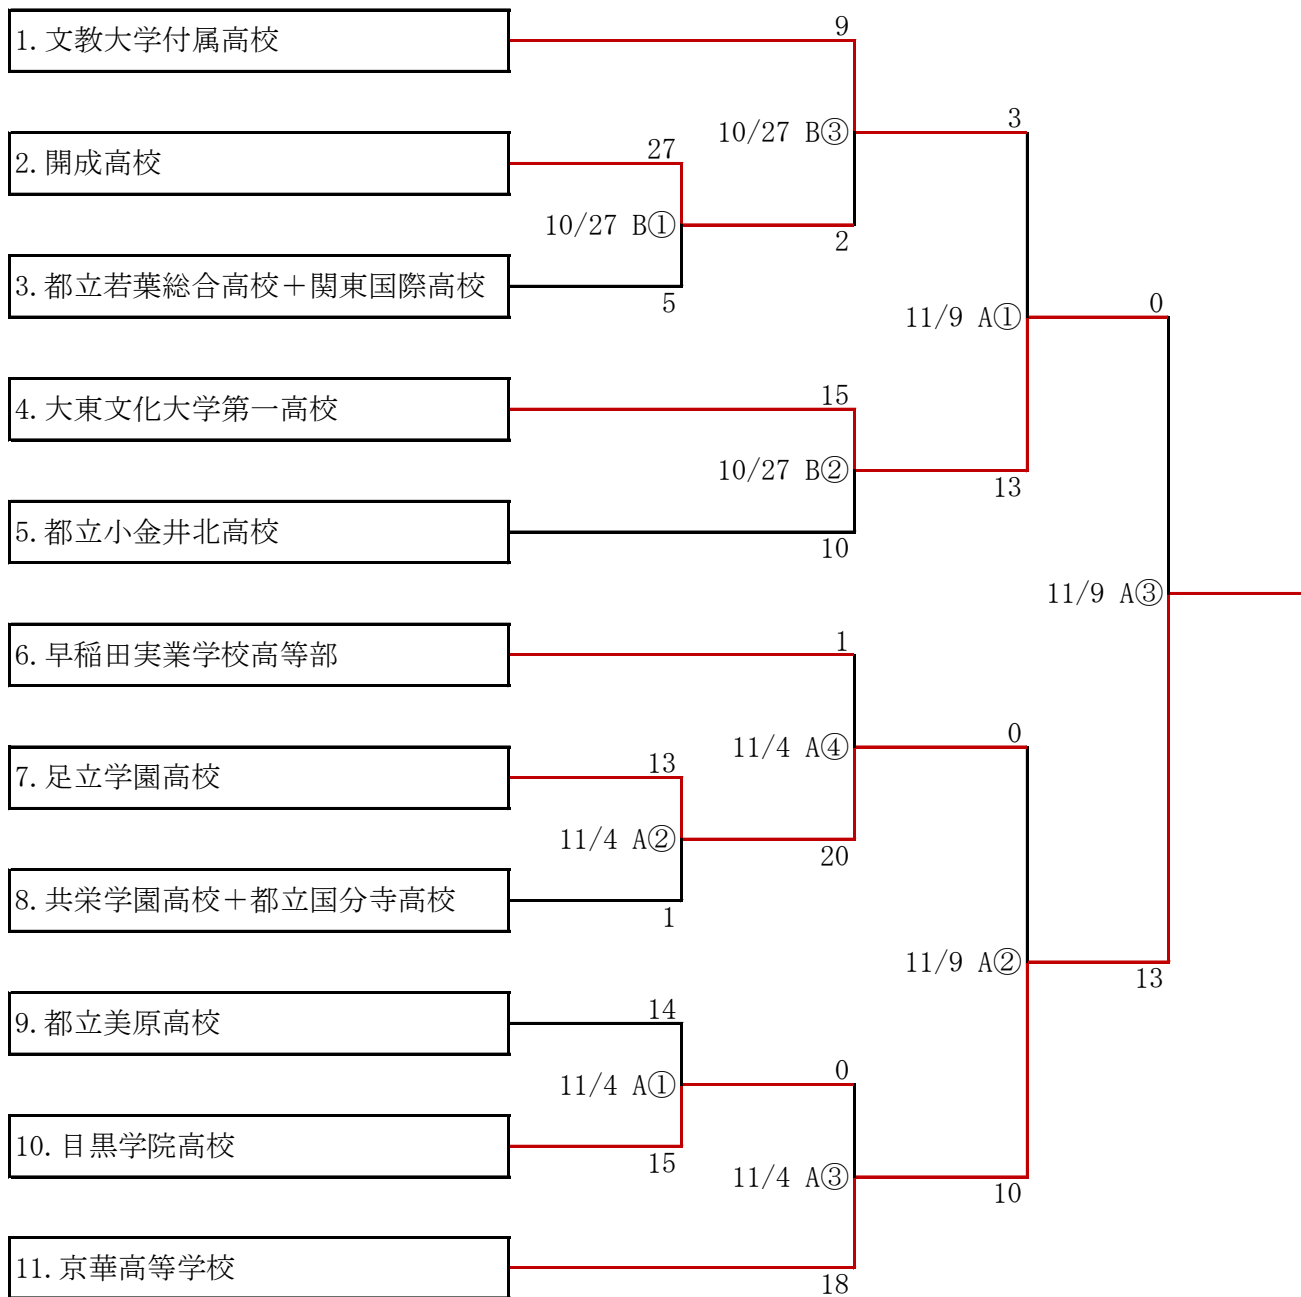 9
1.文教大学付属高校
3
10/27 B③
27
2.開成高校
10/27 B①
2
3.都立若葉総合高校＋関東国際高校
5
0
11/9 A①
15
4.大東文化大学第一高校
10/27 B②
13
5.都立小金井北高校
10
11/9 A③
1
6.早稲田実業学校高等部
0
11/4 A④
13
7.足立学園高校
11/4 A②
20
8.共栄学園高校＋都立国分寺高校
1
11/9 A②
13
14
9.都立美原高校
0
11/4 A①
10.目黒学院高校
15
11/4 A③
10
11.京華高等学校
18